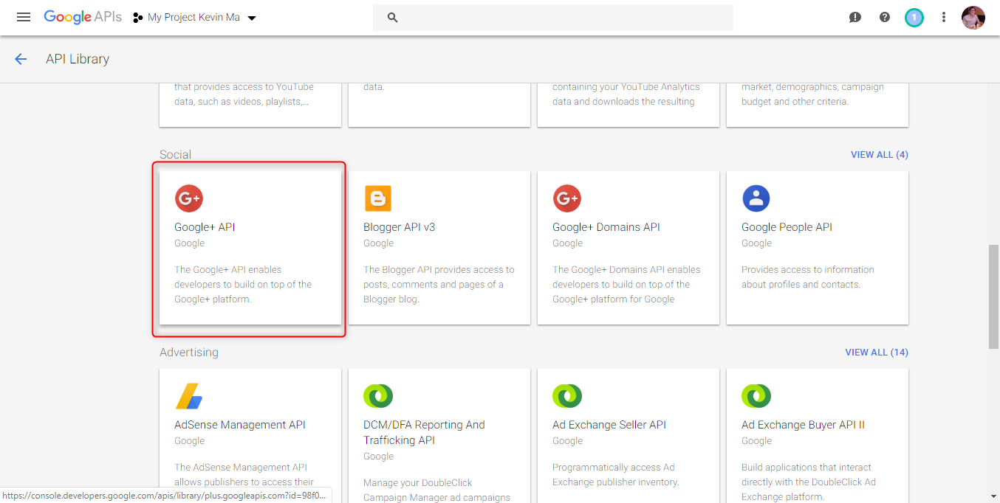 Google APIs My Project Kevin Ma 1
API Library
that provides access to YouTube
data, such as videos, playlists,...
data.
containing your YouTube Analytics
data and downloads the resulting
market, demographics, campaign
budget and other criteria.
Social VIEW ALL (4)
G+
Google+ API
Google
The Google+ API enables
developers to build on top of the
Google+ platform.
Blogger API v3
Google
The Blogger API provides access to
posts, comments and pages of a
Blogger blog.
G+
Google+ Domains API
Google
The Google+ Domains API enables
developers to build on top of the
Google+ platform for Google
Google People API
Google
Provides access to information
about profiles and contacts.
Advertising VIEW ALL (14)
AdSense Management API
Google
The AdSense Management API
allows publishers to access their
DCM/DFA Reporting And
Trafficking API
Google
Manage your DoubleClick
Campaign Manager ad campaigns
Ad Exchange Seller API
Google
Programmatically access Ad
Exchange publisher inventory.
Ad Exchange Buyer API II
Google
Build applications that interact
directly with the DoubleClick Ad
Exchange platform.
https://console.developers.google.com/apis/library/plus.googleapis.com?id=98f0...